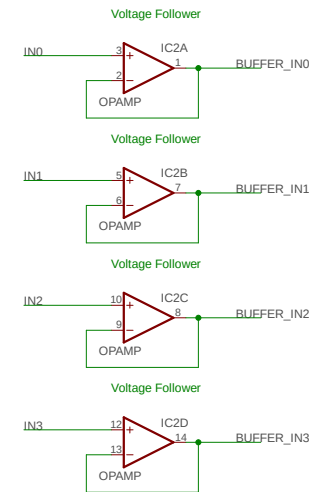 Voltage Follower
IN0 3 + IC2A 1 BUFFER_IN0
2 −
OPAMP
Voltage Follower
IN1 5 + IC2B 7 BUFFER_IN1
6 −
OPAMP
Voltage Follower
IN2 10 + IC2C 8 BUFFER_IN2
9 −
OPAMP
Voltage Follower
IN3 12 + IC2D 14 BUFFER_IN3
13 −
OPAMP